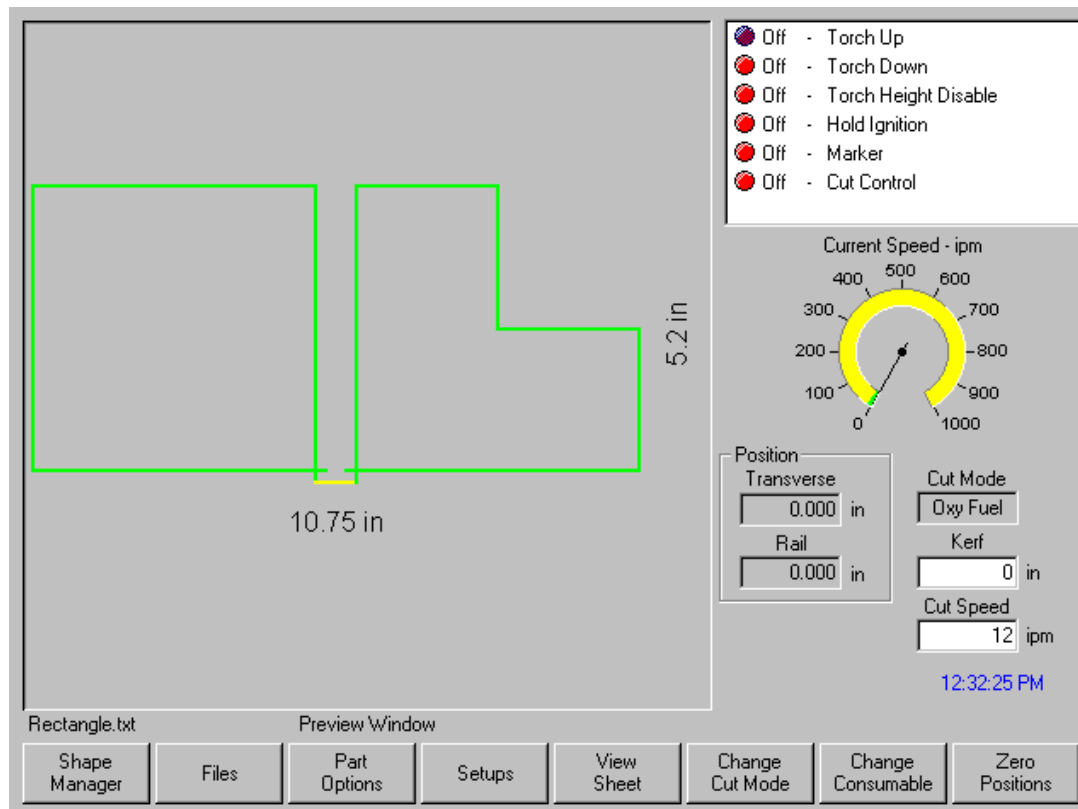 Off - Torch Up
Off - Torch Down
Off - Torch Height Disable
Off - Hold Ignition
Off - Marker
Off - Cut Control
5.2 in
10.75 in
Current Speed - ipm
0
100
200
300
400
500
600
700
800
900
1000
Position
Transverse
0.000 in
Rail
0.000 in
Cut Mode
Oxy Fuel
Kerf
0 in
Cut Speed
12 ipm
12:32:25 PM
Rectangle.txt
Preview Window
Shape
Manager
Files
Part
Options
Setups
View
Sheet
Change
Cut Mode
Change
Consumable
Zero
Positions